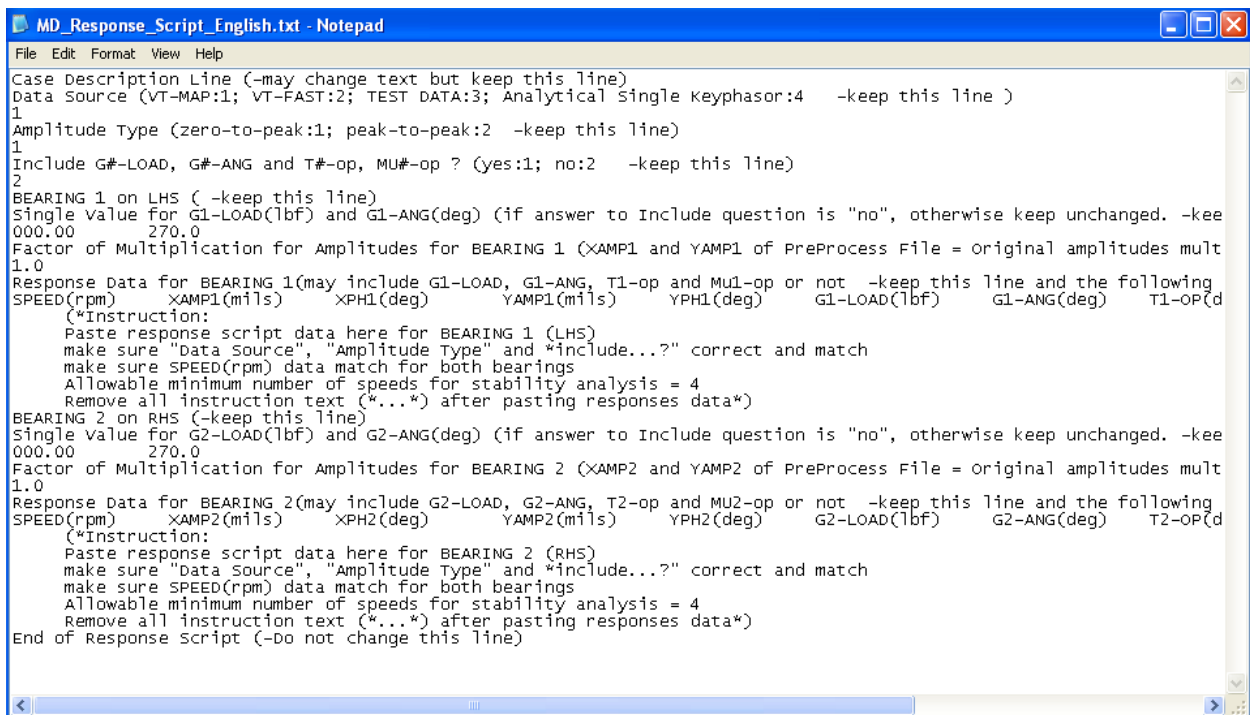 MD_Response_Script_English.txt - Notepad
File Edit Format View Help
Case Description Line (-may change text but keep this line)
Data Source (VT-MAP:1; VT-FAST:2; TEST DATA:3; Analytical Single Keyphasor:4   -keep this line )
1
Amplitude Type (zero-to-peak:1; peak-to-peak:2  -keep this line)
1
Include G#-LOAD, G#-ANG and T#-op, MU#-op ? (yes:1; no:2   -keep this line)
2
BEARING 1 on LHS ( -keep this line)
Single Value for G1-LOAD(lbf) and G1-ANG(deg) (if answer to Include question is "no", otherwise keep unchanged. -kee
000.00      270.0
Factor of Multiplication for Amplitudes for BEARING 1 (XAMP1 and YAMP1 of PreProcess File = Original amplitudes mult
1.0
Response Data for BEARING 1(may include G1-LOAD, G1-ANG, T1-op and Mu1-op or not  -keep this line and the following
SPEED(rpm)      XAMP1(mils)      XPH1(deg)      YAMP1(mils)      YPH1(deg)      G1-LOAD(lbf)      G1-ANG(deg)      T1-OP(d
(*Instruction:
Paste response script data here for BEARING 1 (LHS)
make sure "Data Source", "Amplitude Type" and *include...?" correct and match
make sure SPEED(rpm) data match for both bearings
Allowable minimum number of speeds for stability analysis = 4
Remove all instruction text (*...*) after pasting responses data*)
BEARING 2 on RHS (-keep this line)
Single Value for G2-LOAD(lbf) and G2-ANG(deg) (if answer to Include question is "no", otherwise keep unchanged. -kee
000.00      270.0
Factor of Multiplication for Amplitudes for BEARING 2 (XAMP2 and YAMP2 of PreProcess File = Original amplitudes mult
1.0
Response Data for BEARING 2(may include G2-LOAD, G2-ANG, T2-op and MU2-op or not  -keep this line and the following
SPEED(rpm)      XAMP2(mils)      XPH2(deg)      YAMP2(mils)      YPH2(deg)      G2-LOAD(lbf)      G2-ANG(deg)      T2-OP(d
(*Instruction:
Paste response script data here for BEARING 2 (RHS)
make sure "Data Source", "Amplitude Type" and *include...?" correct and match
make sure SPEED(rpm) data match for both bearings
Allowable minimum number of speeds for stability analysis = 4
Remove all instruction text (*...*) after pasting responses data*)
End of Response Script (-Do not change this line)